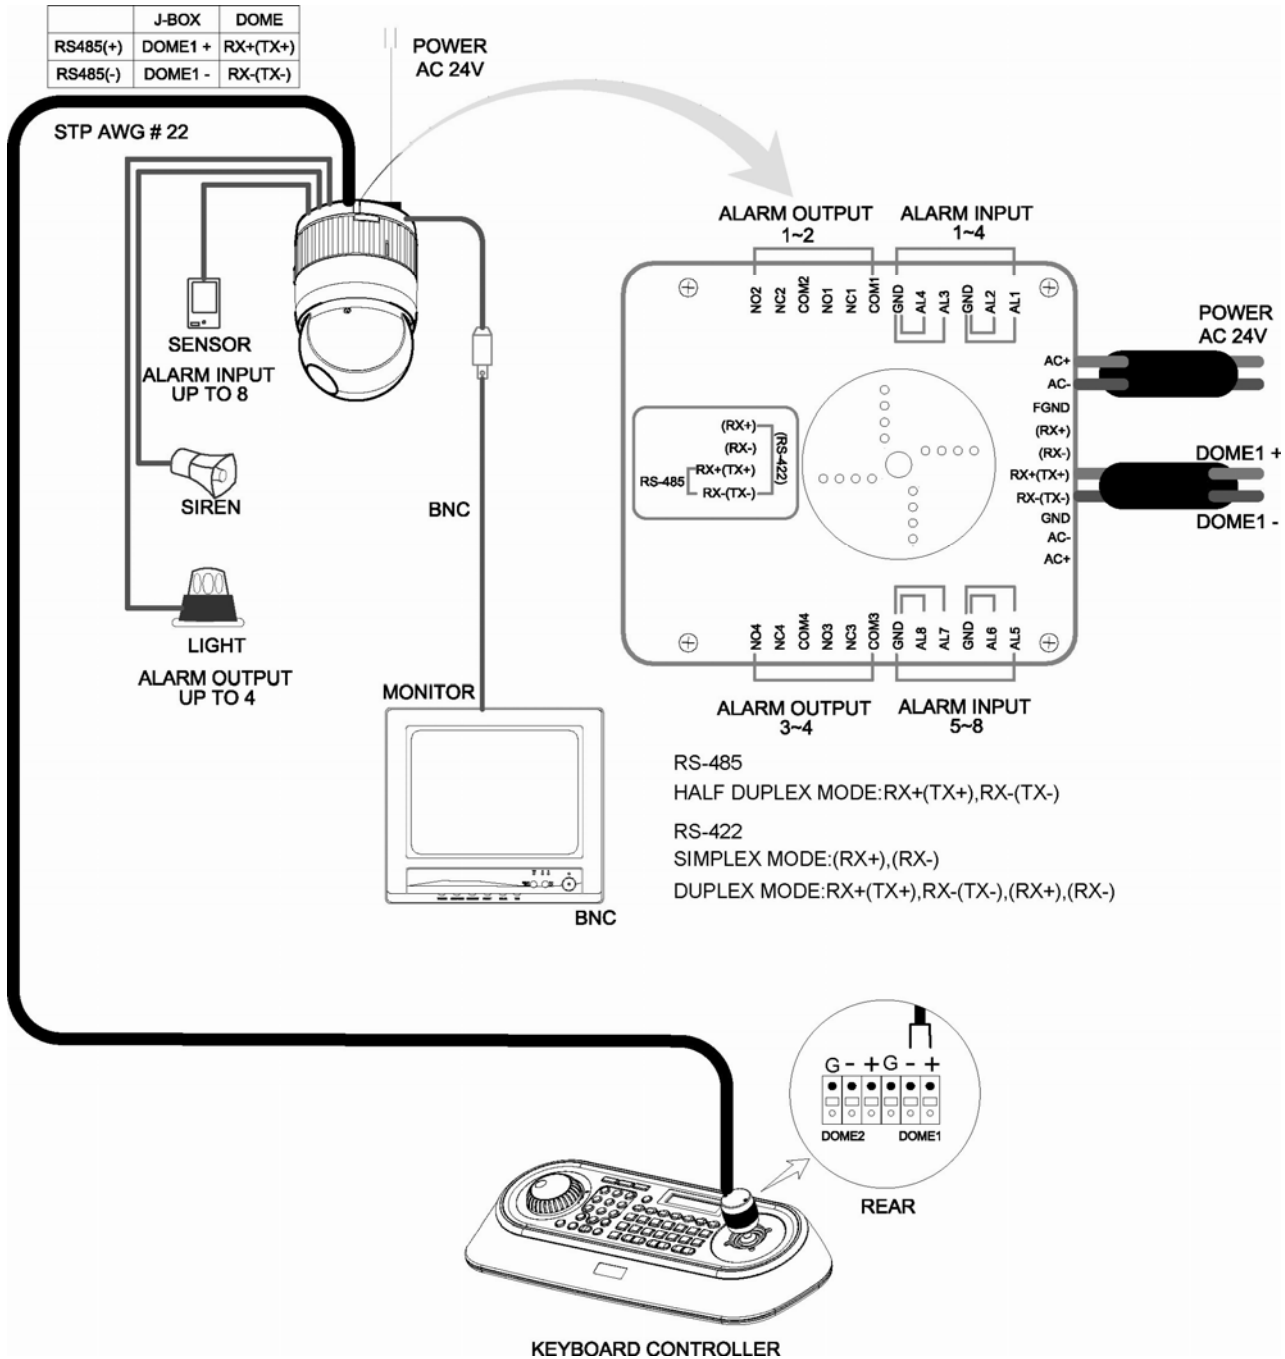 J-BOX DOME
RS485(+) DOME1 + RX+(TX+)
RS485(-) DOME1 - RX-(TX-)
POWER
AC 24V
STP AWG # 22
SENSOR
ALARM INPUT
UP TO 8
SIREN
LIGHT
ALARM OUTPUT
UP TO 4
BNC
MONITOR
BNC
ALARM OUTPUT
1~2
ALARM INPUT
1~4
NO2
NC2
COM2
NO1
NC1
COM1
GND
AL4
AL3
GND
AL2
AL1
POWER
AC 24V
AC+
AC-
FGND
(RX+)
(RX-)
RX+(TX+)
RX-(TX-)
GND
AC-
AC+
DOME1 +
DOME1 -
(RX+)
(RX-)
RX+(TX+)
RX-(TX-)
RS-485
(RS-422)
NO4
NC4
COM4
NO3
NC3
COM3
GND
AL8
AL7
GND
AL6
AL5
ALARM OUTPUT
3~4
ALARM INPUT
5~8
RS-485
HALF DUPLEX MODE:RX+(TX+),RX-(TX-)
RS-422
SIMPLEX MODE:(RX+),(RX-)
DUPLEX MODE:RX+(TX+),RX-(TX-),(RX+),(RX-)
G - + G - +
DOME2 DOME1
REAR
KEYBOARD CONTROLLER